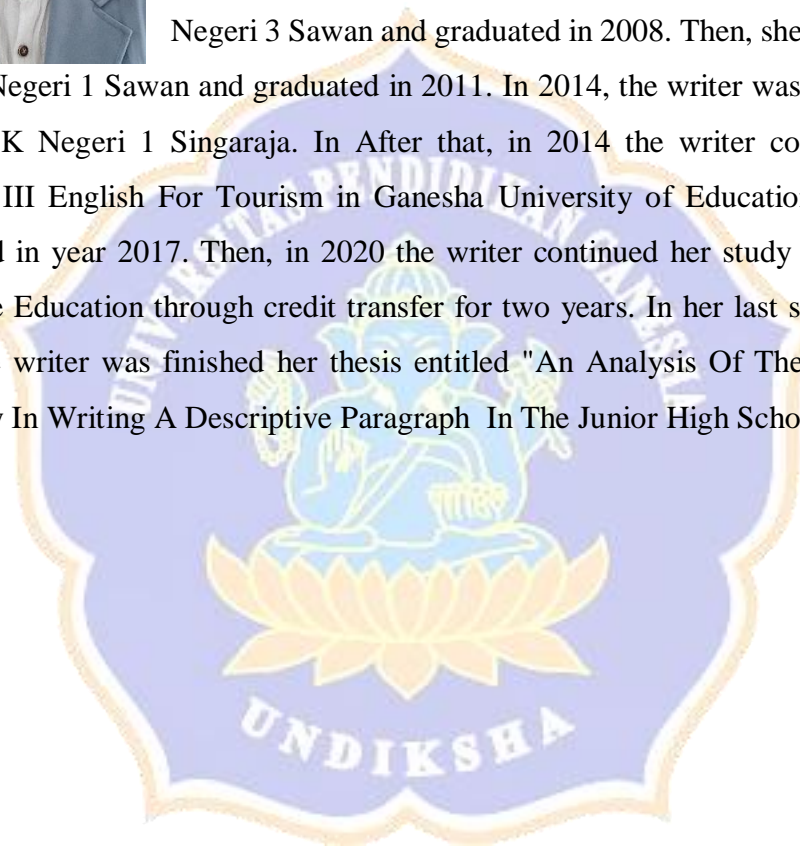 Negeri 3 Sawan and graduated in 2008. Then, she
Negeri 1 Sawan and graduated in 2011. In 2014, the writer was
K Negeri 1 Singaraja. In After that, in 2014 the writer co
III English For Tourism in Ganesha University of Education
in year 2017. Then, in 2020 the writer continued her study
Education through credit transfer for two years. In her last s
writer was finished her thesis entitled "An Analysis Of The
In Writing A Descriptive Paragraph In The Junior High Scho
UNIVERSITAS PENDIDIKAN GANESHA
UNDIKSHA